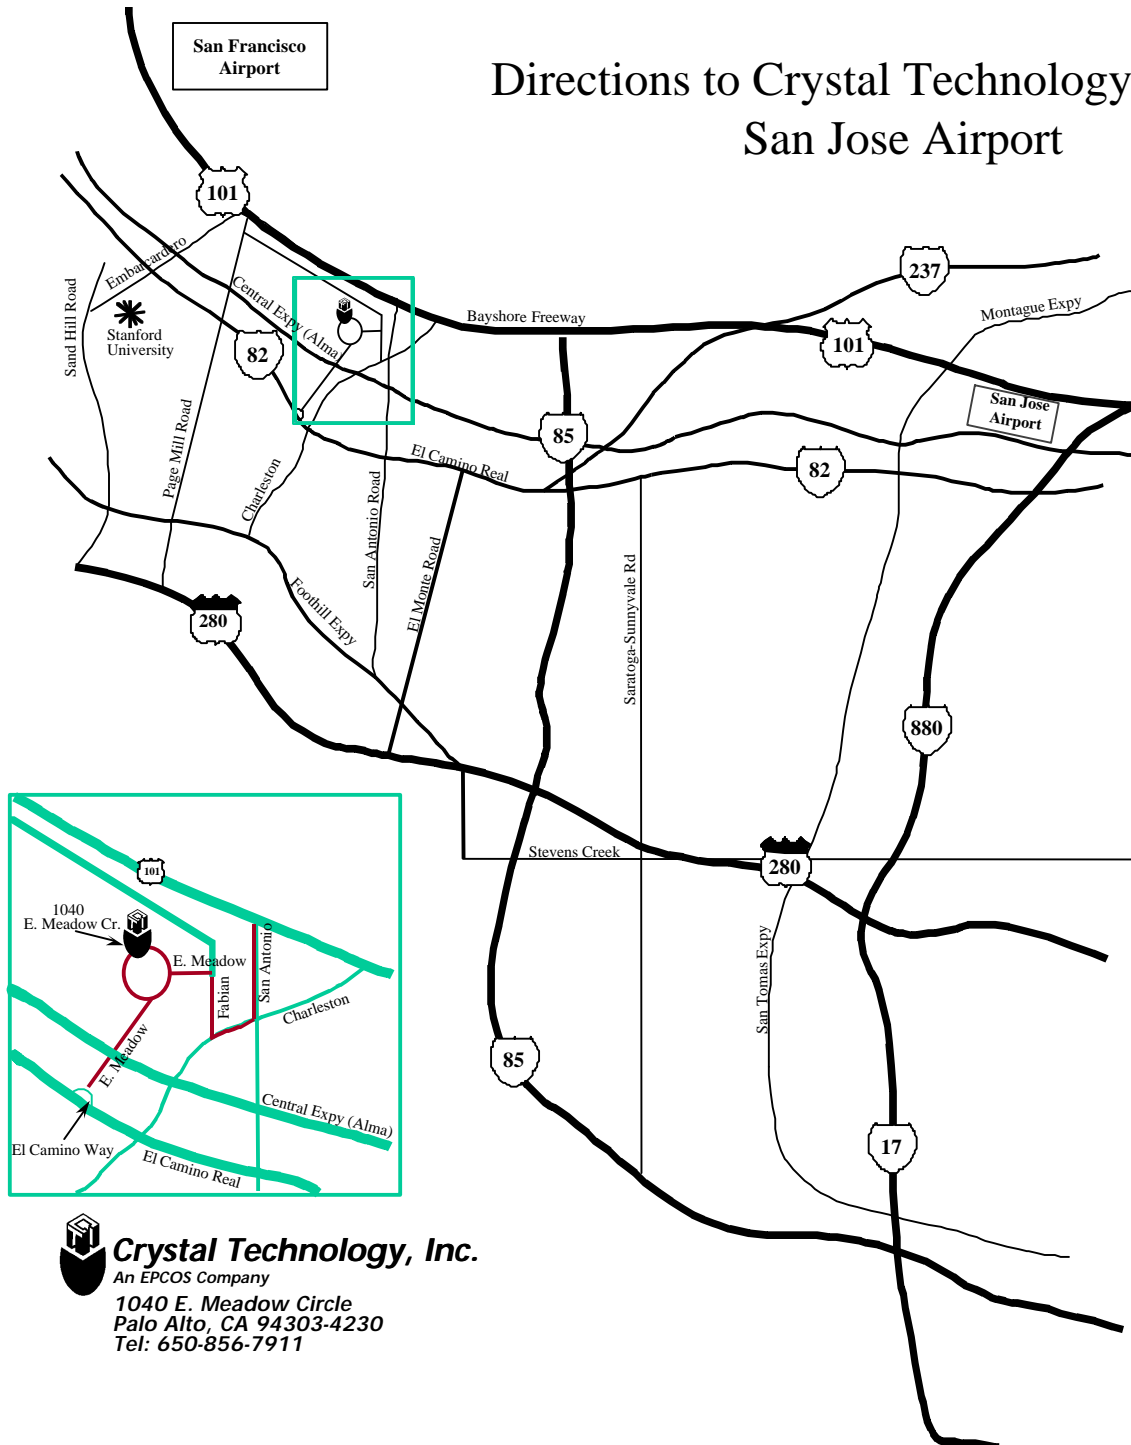 San Francisco
Airport
Directions to Crystal Technology
San Jose Airport
101
237
Embarcardero
Sand Hill Road
Stanford
University
Central Expy (Alma)
Bayshore Freeway
Montague Expy
82
101
San Jose
Airport
85
El Camino Real
82
Page Mill Road
Charleston
San Antonio Road
El Monte Road
Saratoga-Sunnyvale Rd
Foothill Expy
280
880
Stevens Creek
280
San Tomas Expy
85
17
101
1040
E. Meadow Cr.
E. Meadow
Fabian
San Antonio
Charleston
E. Meadow
Central Expy (Alma)
El Camino Way
El Camino Real
Crystal Technology, Inc.
An EPCOS Company
1040 E. Meadow Circle
Palo Alto, CA 94303-4230
Tel: 650-856-7911